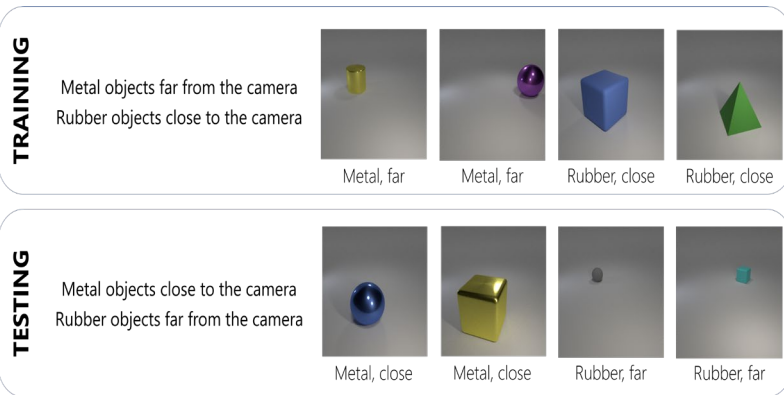 TRAINING
Metal objects far from the camera
Rubber objects close to the camera
Metal, far
Metal, far
Rubber, close
Rubber, close
TESTING
Metal objects close to the camera
Rubber objects far from the camera
Metal, close
Metal, close
Rubber, far
Rubber, far